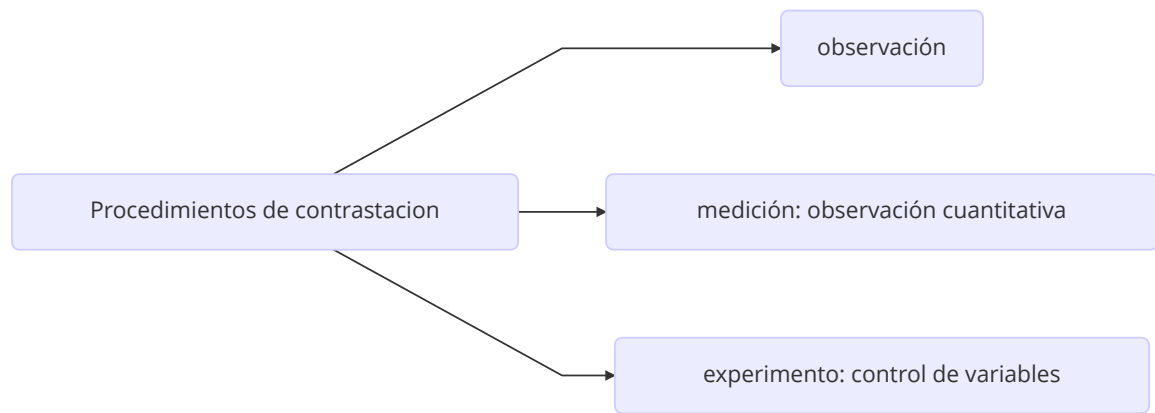 observación
Procedimientos de contrastacion
medición: observación cuantitativa
experimento: control de variables